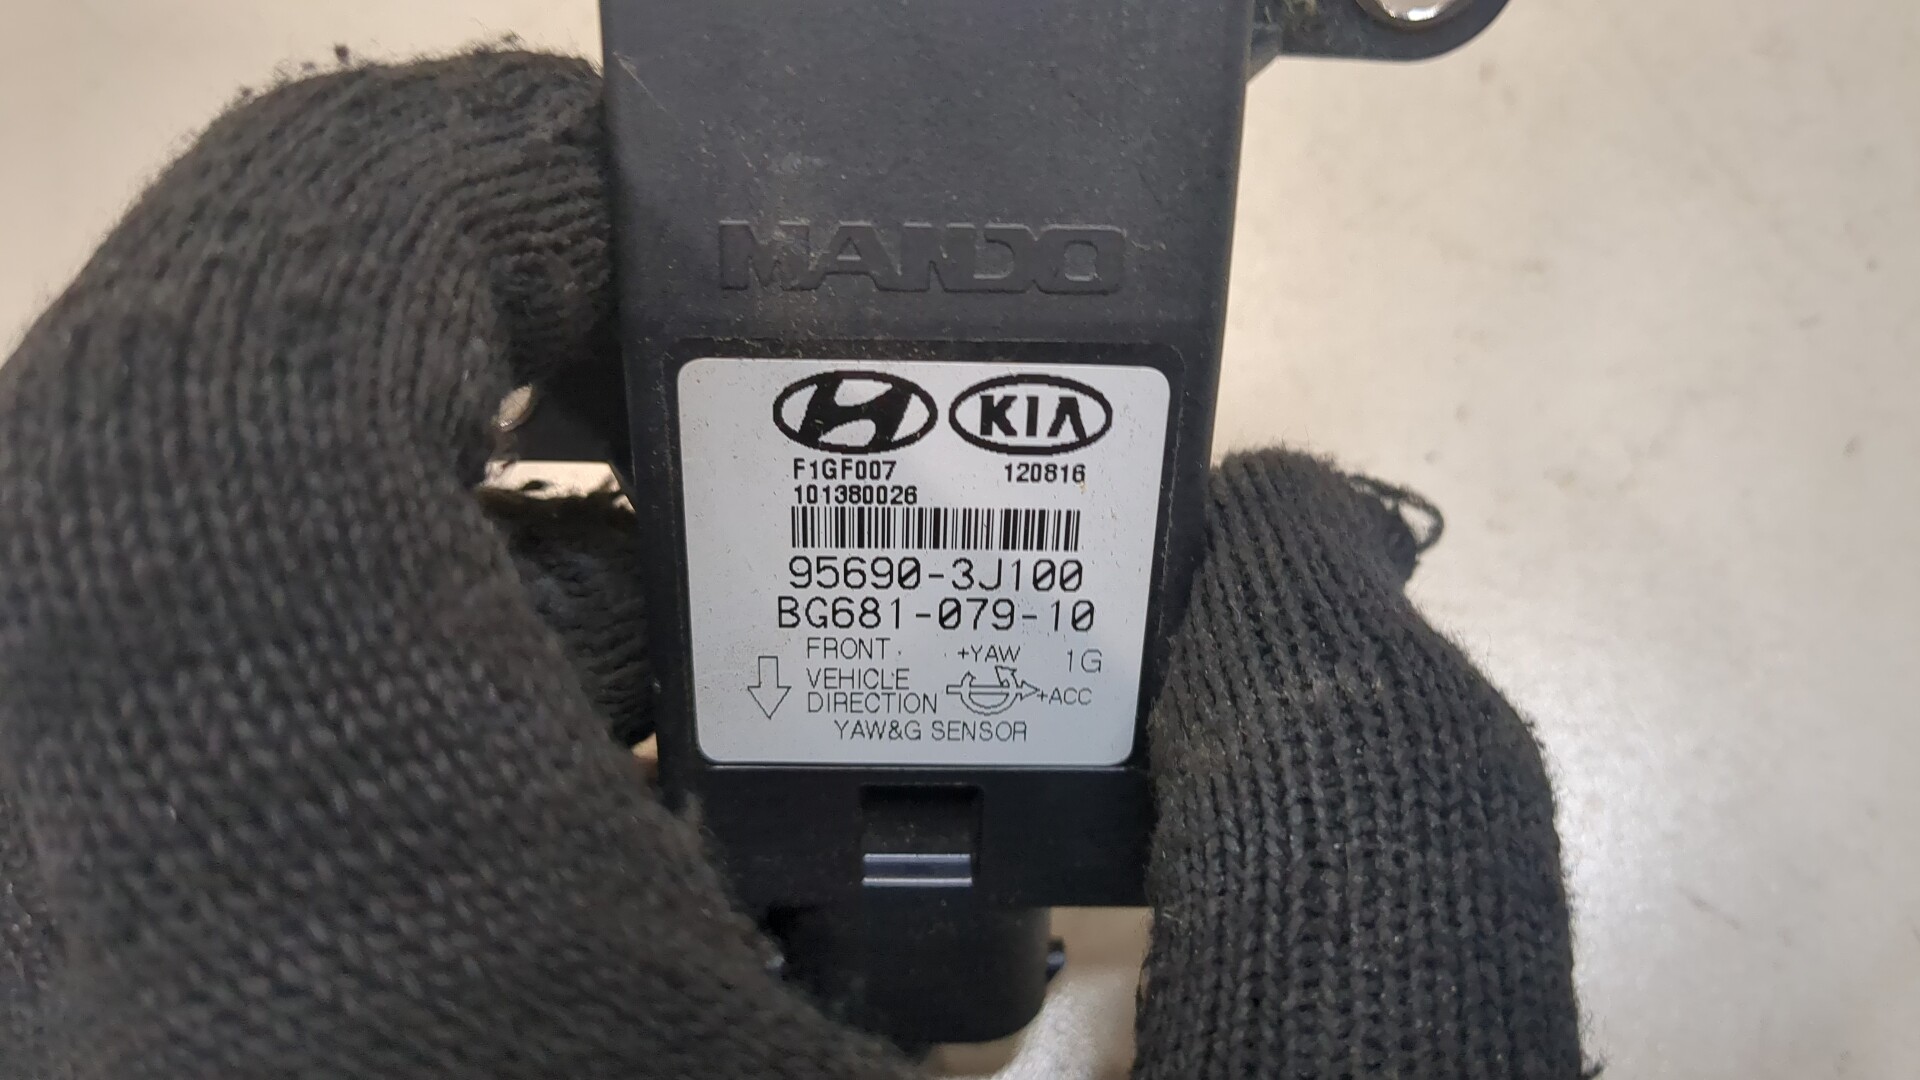 MANDO
KIA
F1GF007 120816
101380026
95690-3J100
BG681-079-10
FRONT +YAW 1G
VEHICLE
DIRECTION +ACC
YAW&G SENSOR